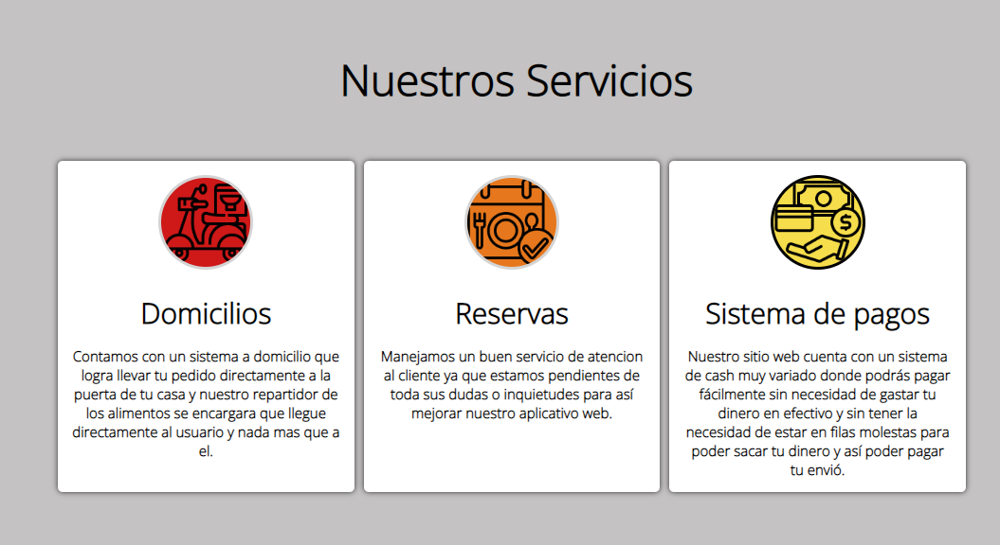 Nuestros Servicios
Domicilios
Contamos con un sistema a domicilio que
logra llevar tu pedido directamente a la
puerta de tu casa y nuestro repartidor de
los alimentos se encargara que llegue
directamente al usuario y nada mas que a
el.
Reservas
Manejamos un buen servicio de atencion
al cliente ya que estamos pendientes de
toda sus dudas o inquietudes para así
mejorar nuestro aplicativo web.
Sistema de pagos
Nuestro sitio web cuenta con un sistema
de cash muy variado donde podrás pagar
fácilmente sin necesidad de gastar tu
dinero en efectivo y sin tener la
necesidad de estar en filas molestas para
poder sacar tu dinero y así poder pagar
tu envió.